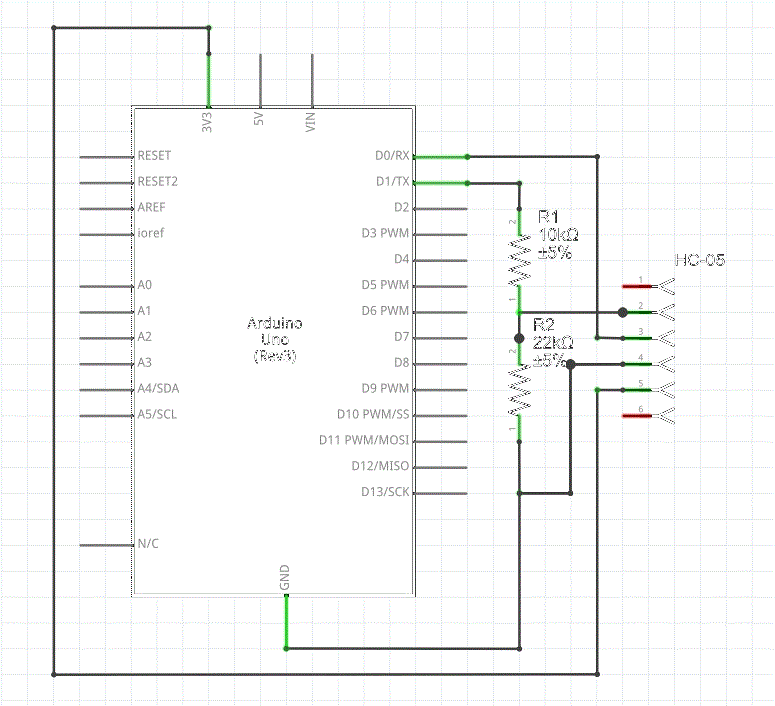 3V3
5V
VIN
RESET
RESET2
AREF
ioref
A0
A1
A2
A3
A4/SDA
A5/SCL
N/C
Arduino
Uno
(Rev3)
D0/RX
D1/TX
D2
D3 PWM
D4
D5 PWM
D6 PWM
D7
D8
D9 PWM
D10 PWM/SS
D11 PWM/MOSI
D12/MISO
D13/SCK
GND
2
R1
10kΩ
±5%
1
R2
22kΩ
±5%
2
1
HC-05
1
2
3
4
5
6